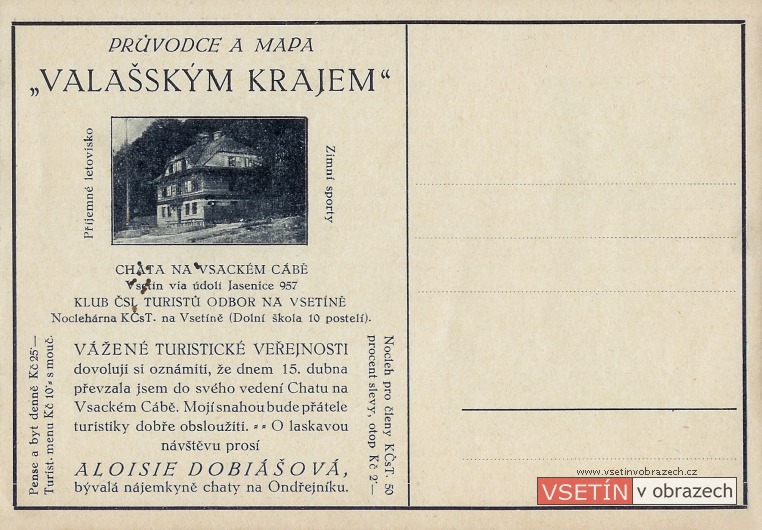 PRŮVODCE A MAPA
„VALAŠSKÝM KRAJEM“
Příjemné letovisko
Zimní sporty
CHATA NA VSACKÉM CÁBĚ
Vsetín via údolí Jasenice 957
KLUB ČSL TURISTŮ ODBOR NA VSETÍNĚ
Noclehárna KČsT. na Vsetíně (Dolní škola 10 postelí).
Pense a byt denně Kč 25·—
Turist. menu Kč 10·= s mouč.
VÁŽENÉ TURISTICKÉ VEŘEJNOSTI
dovoluji si oznámiti, že dnem 15. dubna
převzala jsem do svého vedení Chatu na
Vsackém Cábě. Mojí snahou bude přátele
turistiky dobře obsloužiti. == O laskavou
návštěvu prosí
ALOISIE DOBIÁŠOVÁ,
bývalá nájemkyně chaty na Ondřejníku.
Nocleh pro členy KČsT. 50
procent slevy, otop Kč 2·—
www.vsetinvobrazech.cz
VSETÍN v obrazech